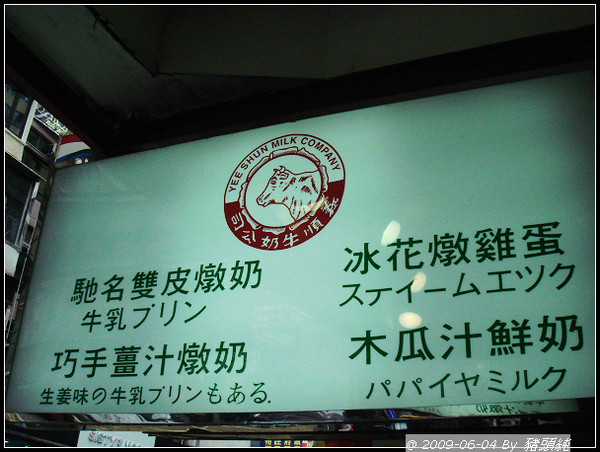 YEE SHUN MILK COMPANY
司公奶牛順義
馳名雙皮燉奶
牛乳プリン
巧手薑汁燉奶
生姜味の牛乳プリンもある.
冰花燉雞蛋
ステイームエツク
木瓜汁鮮奶
パパイヤミルク
@ 2009-06-04 By 豬頭純